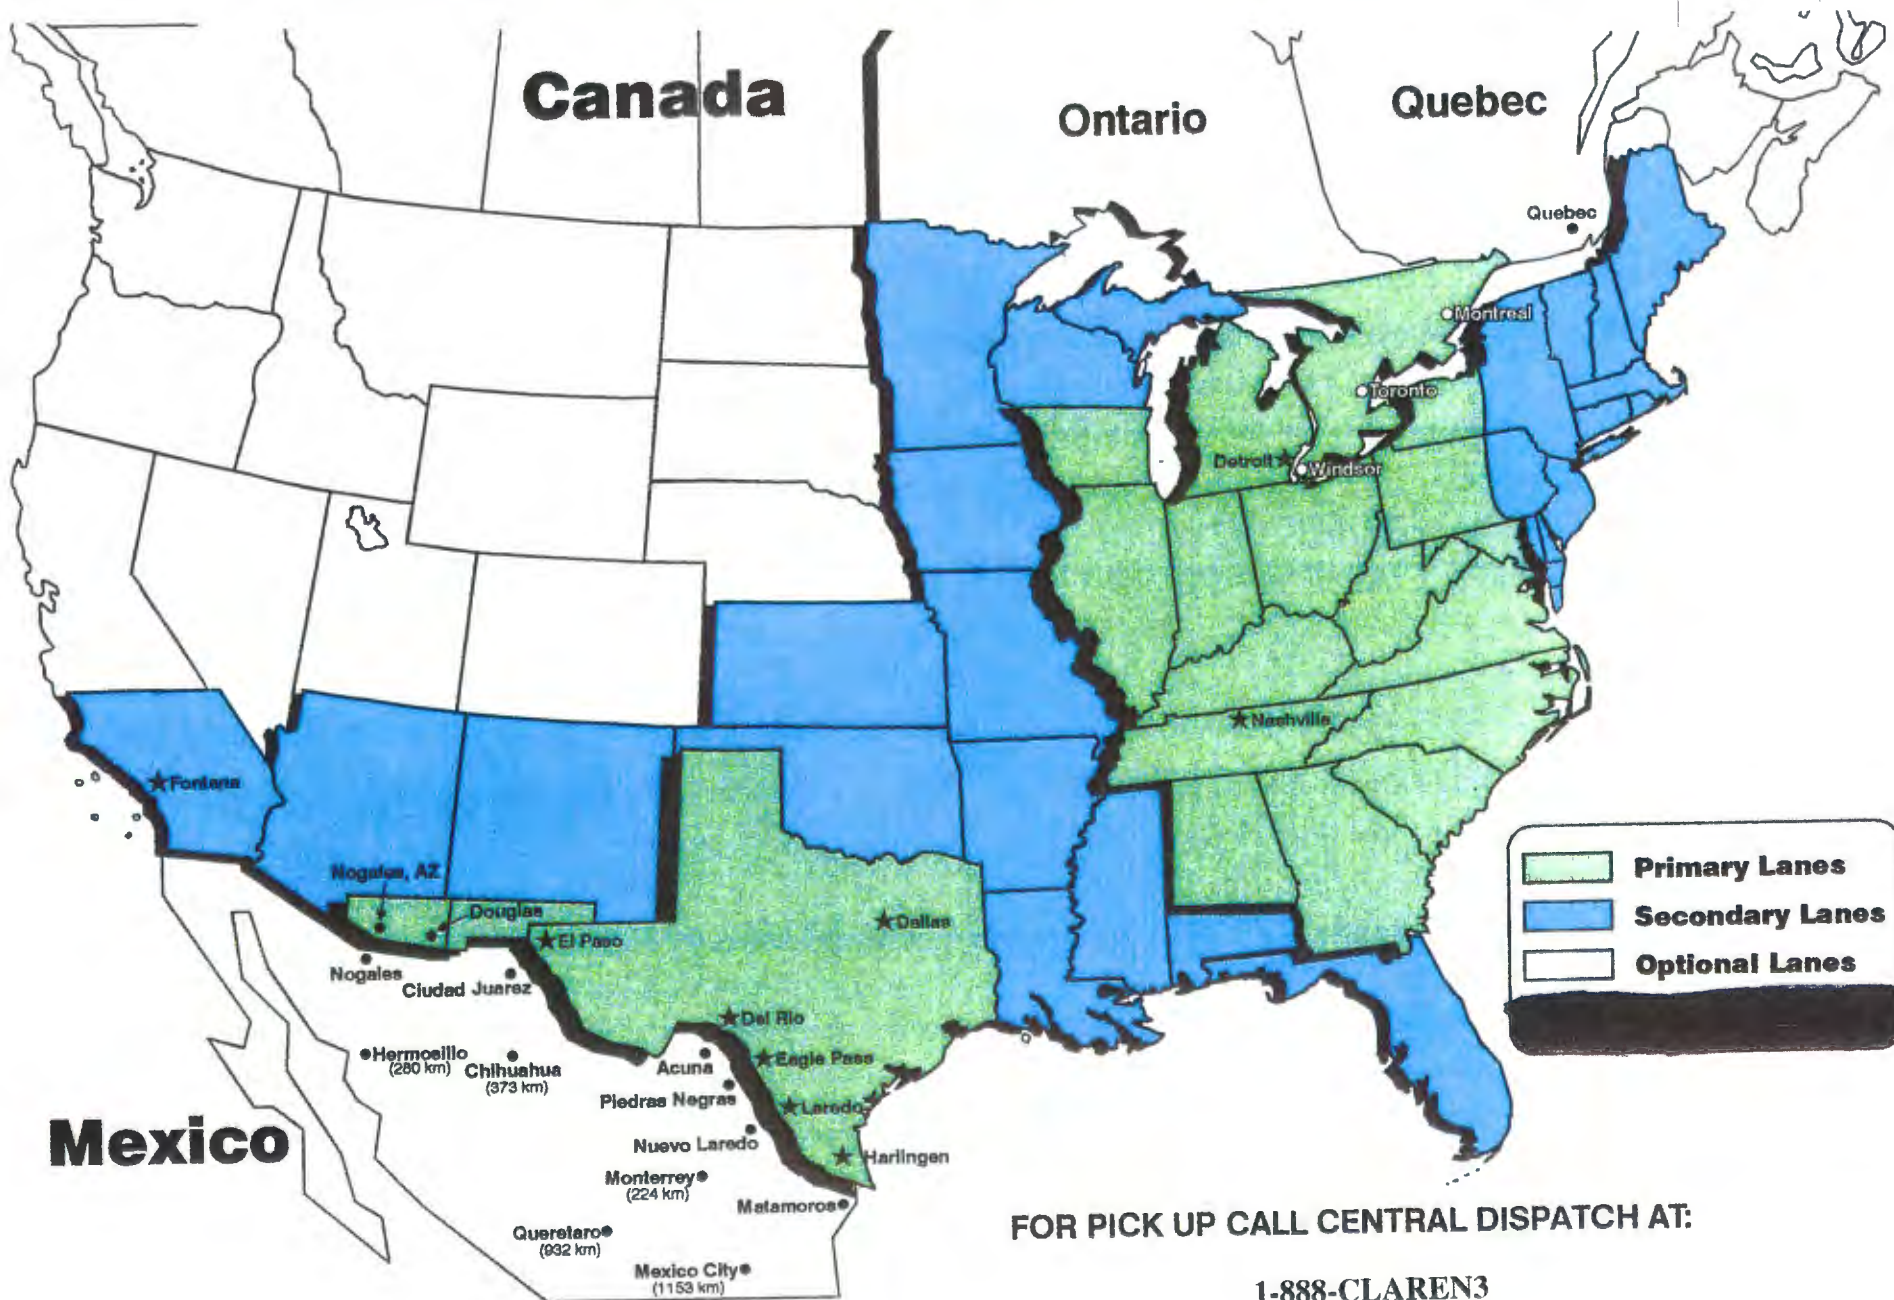 Canada
Ontario
Quebec
Quebec
Montreal
Toronto
Detroit
Windsor
Nashville
Fontana
Nogales, AZ
Douglas
El Paso
Dallas
Nogales
Ciudad Juarez
Del Rio
Hermosillo
(280 km)
Chihuahua
(373 km)
Acuna
Eagle Pass
Piedras Negras
Laredo
Mexico
Nuevo Laredo
Harlingen
Monterrey
(224 km)
Matamoros
Queretaro
(932 km)
Mexico City
(1153 km)
Primary Lanes
Secondary Lanes
Optional Lanes
FOR PICK UP CALL CENTRAL DISPATCH AT:
1-888-CLAREN3